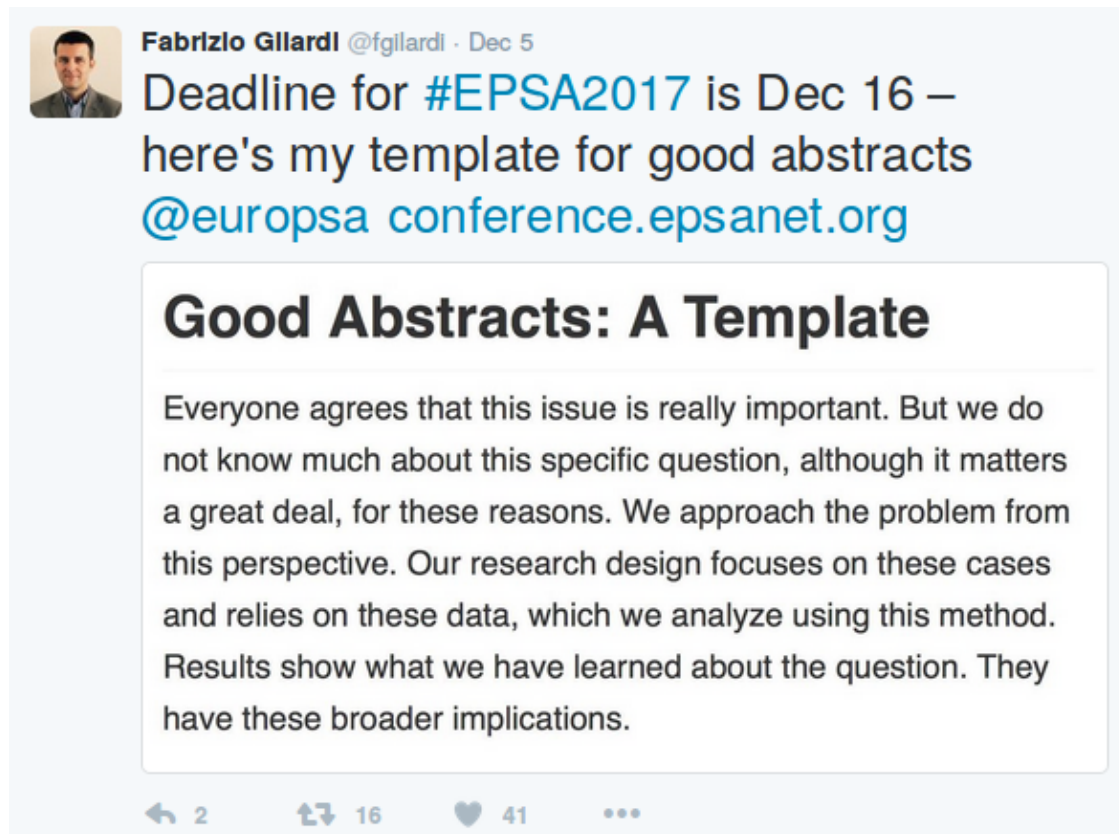 Fabrizio Gilardi @fgilardi · Dec 5
Deadline for #EPSA2017 is Dec 16 –
here's my template for good abstracts
@europsa conference.epsanet.org
Good Abstracts: A Template
Everyone agrees that this issue is really important. But we do
not know much about this specific question, although it matters
a great deal, for these reasons. We approach the problem from
this perspective. Our research design focuses on these cases
and relies on these data, which we analyze using this method.
Results show what we have learned about the question. They
have these broader implications.
2 16 41